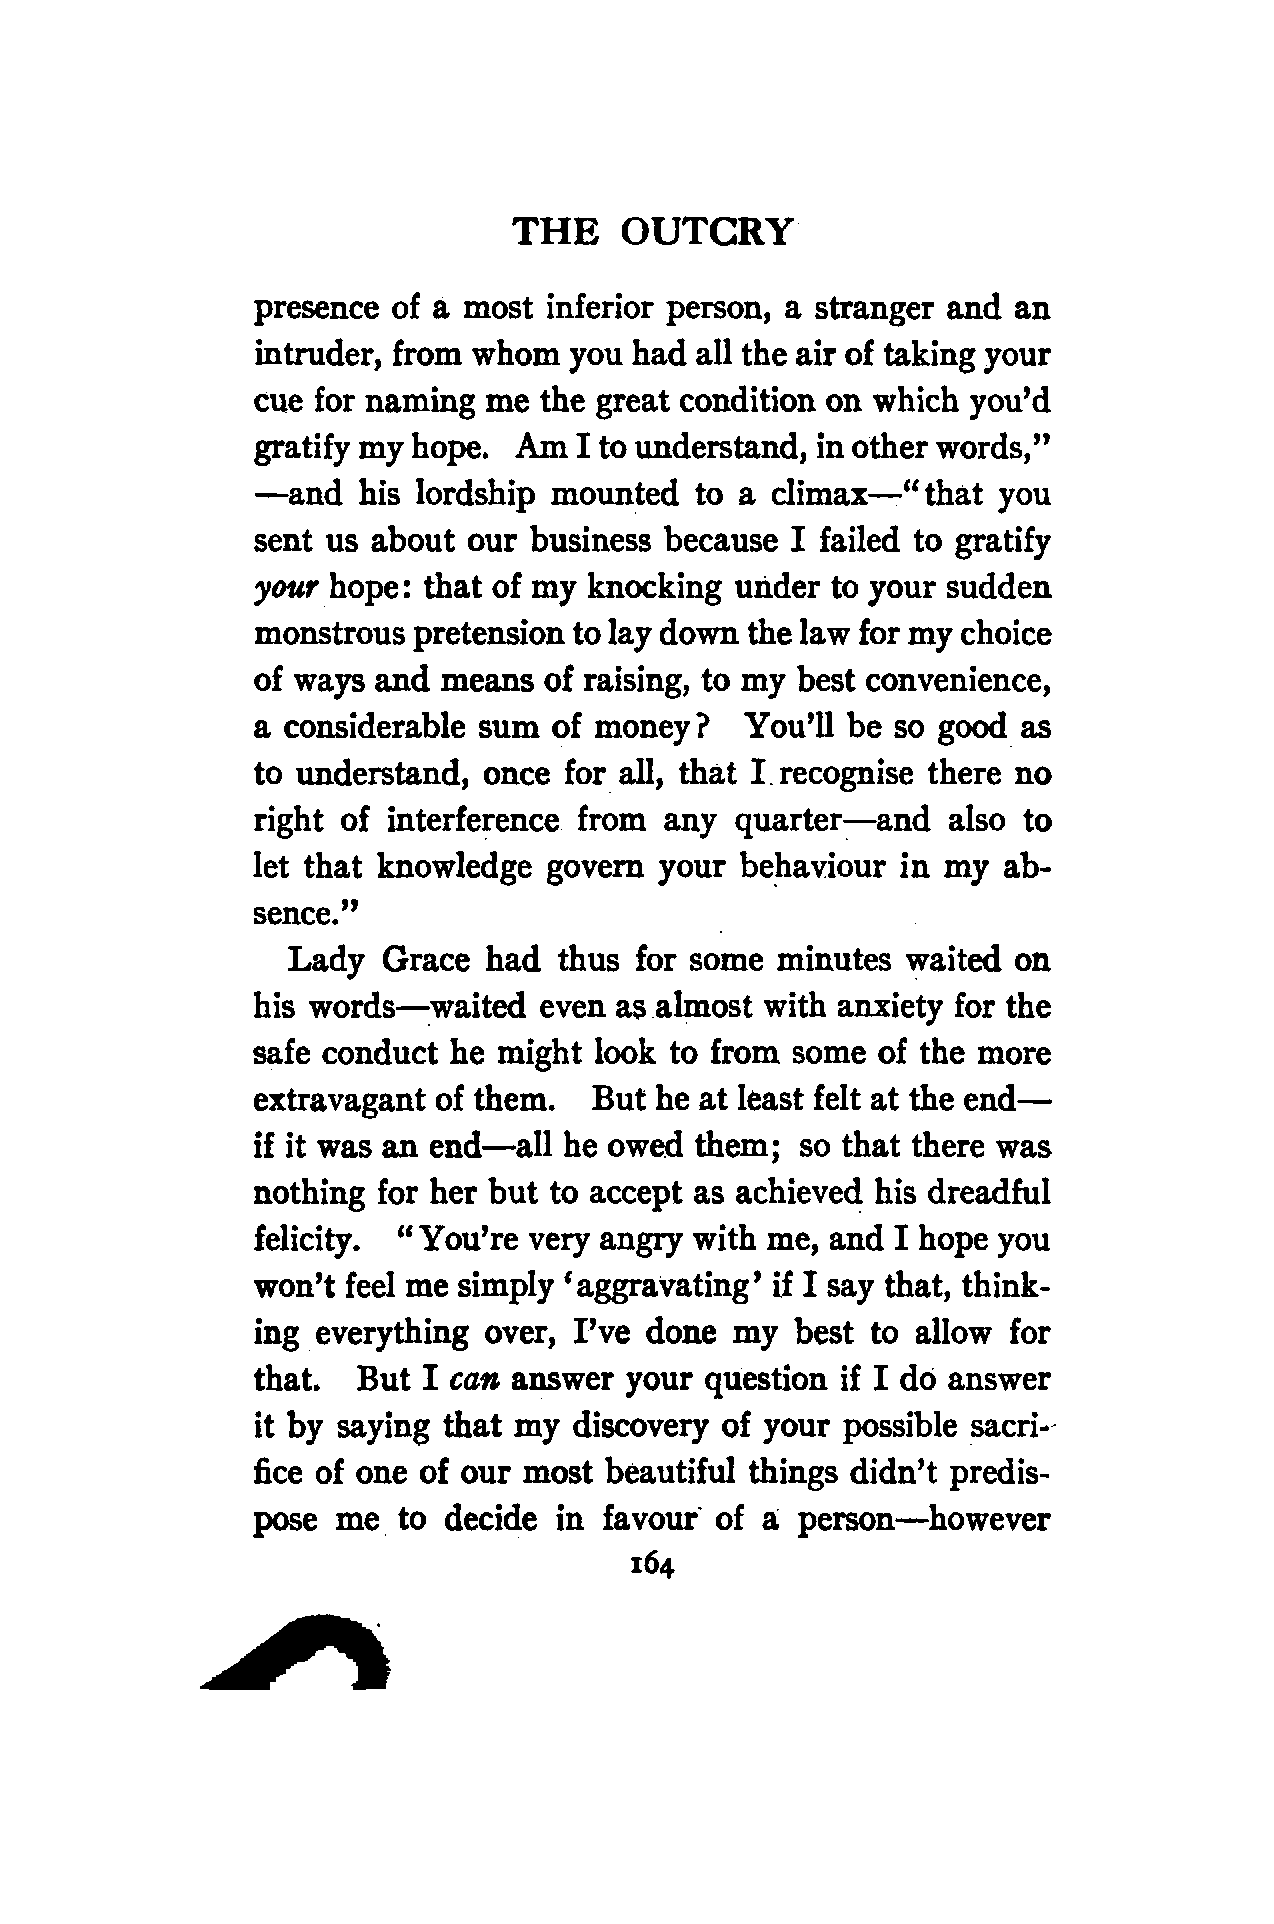 THE OUTCRY
presence of a most inferior person, a stranger and an
intruder, from whom you had all the air of taking your
cue for naming me the great condition on which you'd
gratify my hope. Am I to understand, in other words,"
—and his lordship mounted to a climax—"that you
sent us about our business because I failed to gratify
your hope: that of my knocking under to your sudden
monstrous pretension to lay down the law for my choice
of ways and means of raising, to my best convenience,
a considerable sum of money? You'll be so good as
to understand, once for all, that I recognise there no
right of interference from any quarter—and also to
let that knowledge govern your behaviour in my ab-
sence."
Lady Grace had thus for some minutes waited on
his words—waited even as almost with anxiety for the
safe conduct he might look to from some of the more
extravagant of them. But he at least felt at the end—
if it was an end—all he owed them; so that there was
nothing for her but to accept as achieved his dreadful
felicity. "You're very angry with me, and I hope you
won't feel me simply 'aggravating' if I say that, think-
ing everything over, I've done my best to allow for
that. But I can answer your question if I do answer
it by saying that my discovery of your possible sacri-
fice of one of our most beautiful things didn't predis-
pose me to decide in favour of a person—however
164